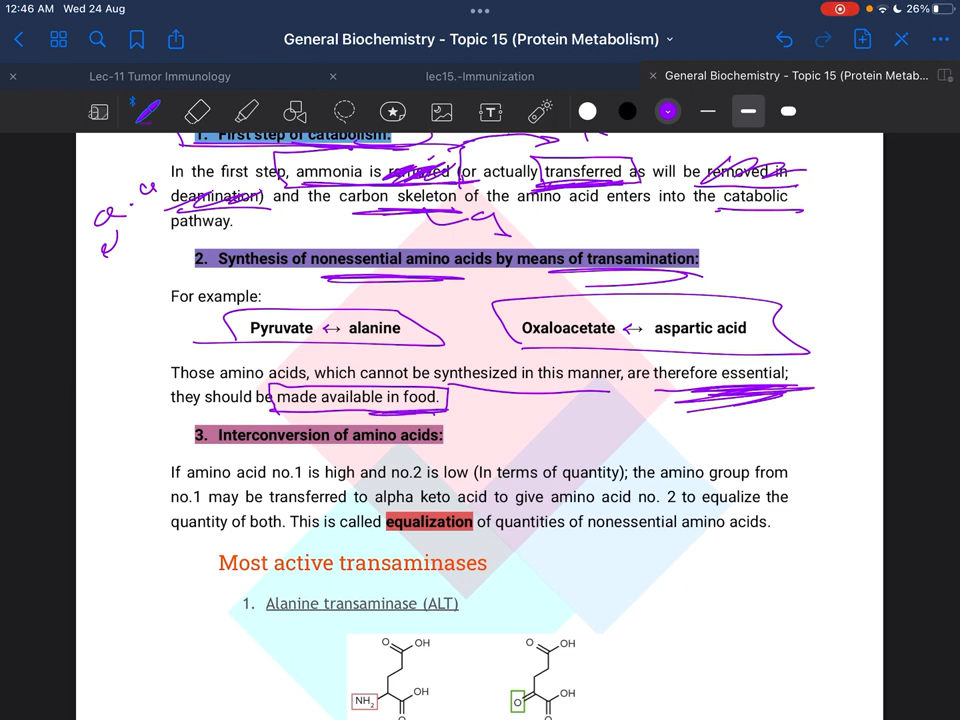 12:46 AM Wed 24 Aug
26%
General Biochemistry - Topic 15 (Protein Metabolism)
Lec-11 Tumor Immunology
lec15.-Immunization
General Biochemistry - Topic 15 (Protein Metab...
1. First step of catabolism:
In the first step, ammonia is removed (or actually transferred as will be removed in
deamination) and the carbon skeleton of the amino acid enters into the catabolic
pathway.
2. Synthesis of nonessential amino acids by means of transamination:
For example:
Pyruvate ↔ alanine
Oxaloacetate ↔ aspartic acid
Those amino acids, which cannot be synthesized in this manner, are therefore essential;
they should be made available in food.
3. Interconversion of amino acids:
If amino acid no.1 is high and no.2 is low (In terms of quantity); the amino group from
no.1 may be transferred to alpha keto acid to give amino acid no. 2 to equalize the
quantity of both. This is called equalization of quantities of nonessential amino acids.
Most active transaminases
1. Alanine transaminase (ALT)
O OH
O OH
OH
OH
NH2
O
O
O